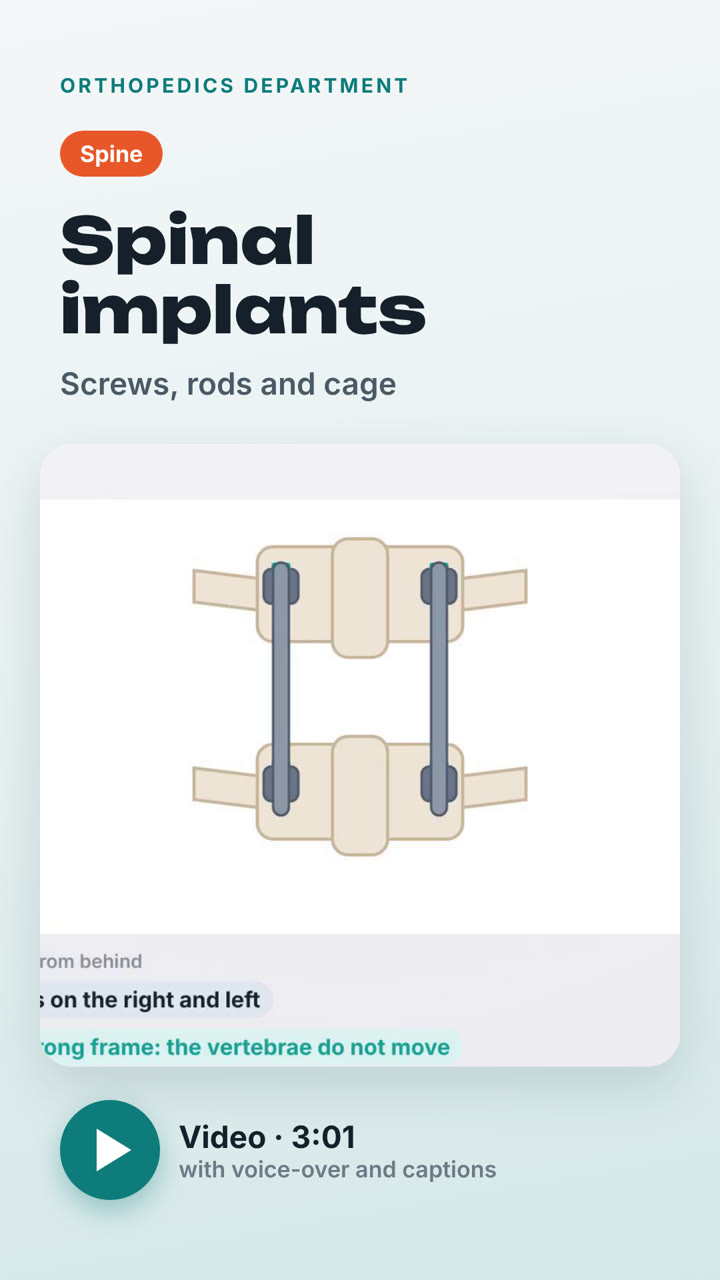 ORTHOPEDICS DEPARTMENT
Spine
Spinal
implants
Screws, rods and cage
rom behind
s on the right and left
rong frame: the vertebrae do not move
Video · 3:01
with voice-over and captions